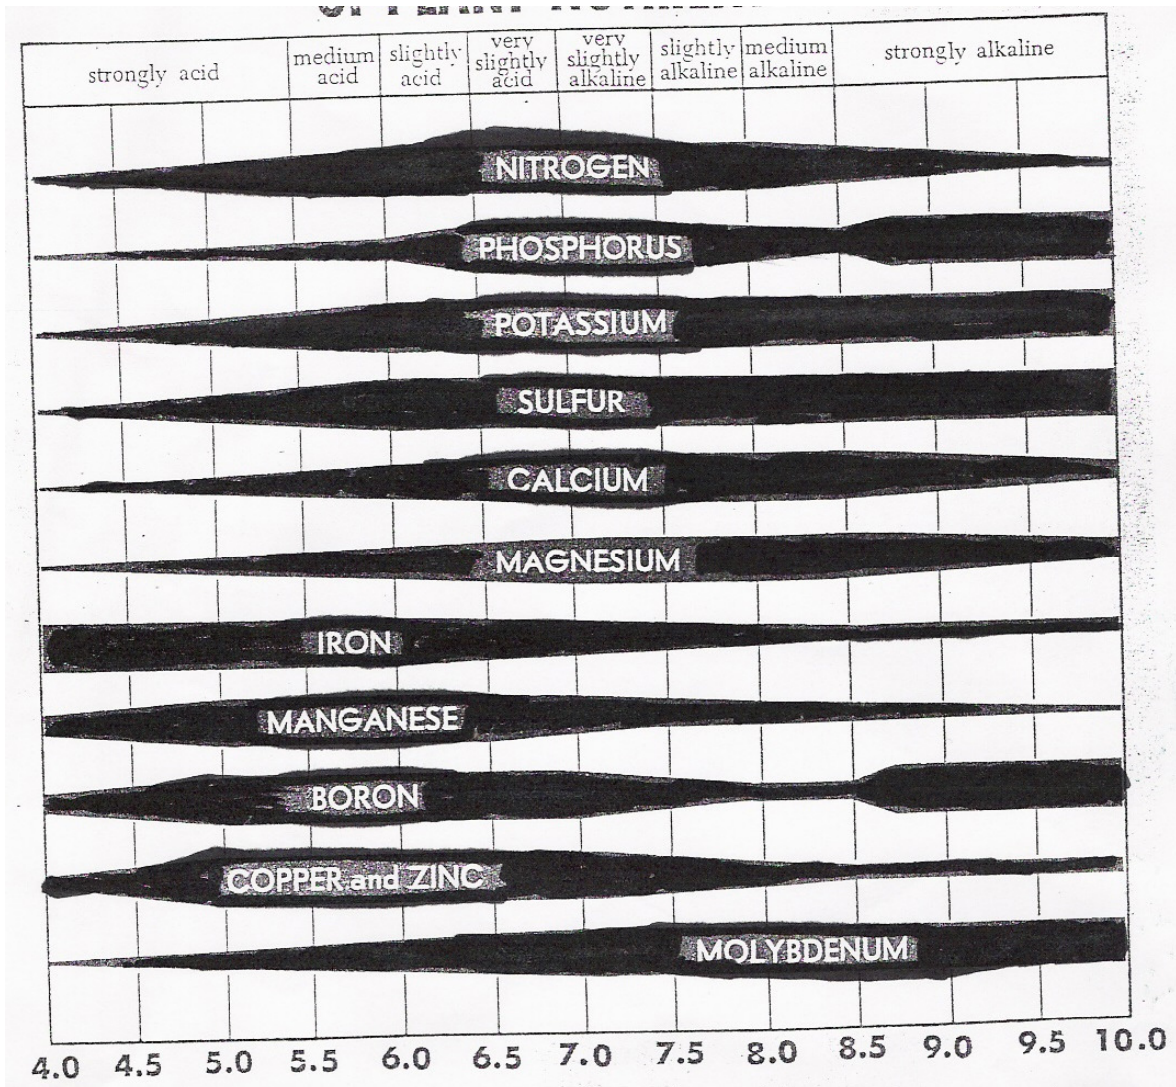 strongly acid
medium
acid
slightly
acid
very
slightly
acid
very
slightly
alkaline
slightly
alkaline
medium
alkaline
strongly alkaline
NITROGEN
PHOSPHORUS
POTASSIUM
SULFUR
CALCIUM
MAGNESIUM
IRON
MANGANESE
BORON
COPPER and ZINC
MOLYBDENUM
4.0 4.5 5.0 5.5 6.0 6.5 7.0 7.5 8.0 8.5 9.0 9.5 10.0